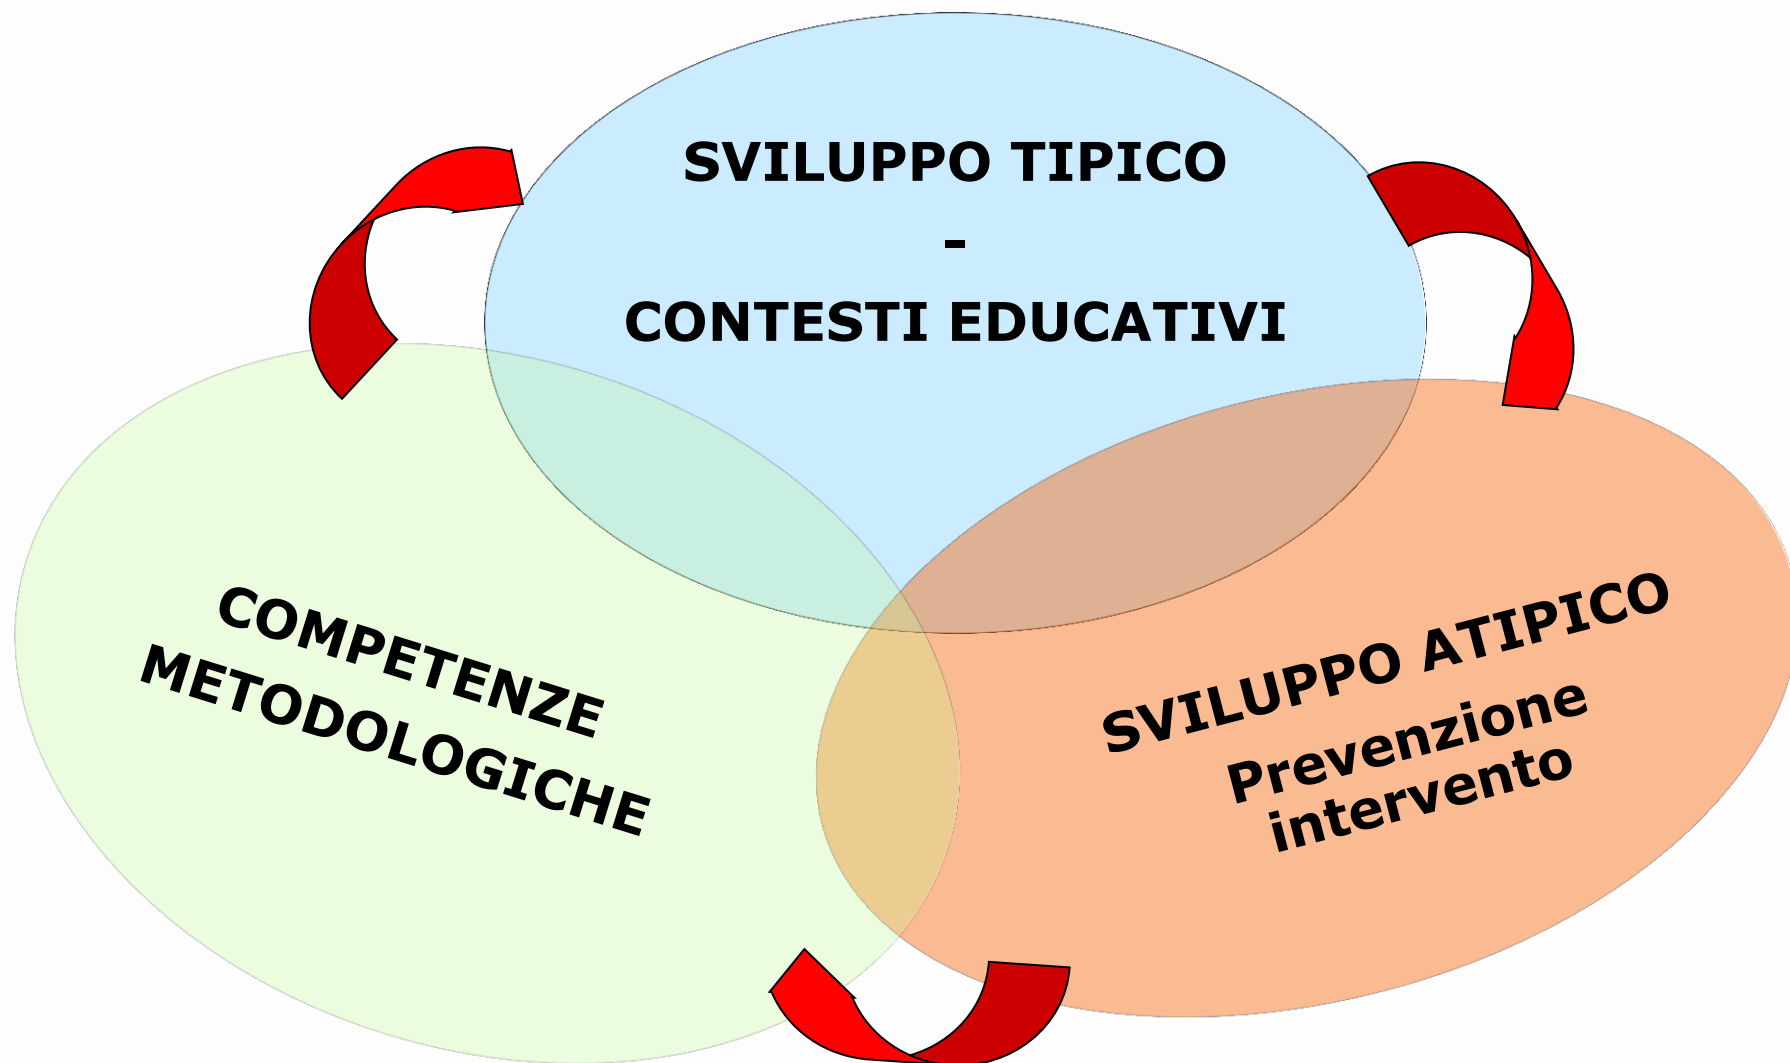 SVILUPPO TIPICO
-
CONTESTI EDUCATIVI
COMPETENZE
METODOLOGICHE
SVILUPPO ATIPICO
Prevenzione
intervento